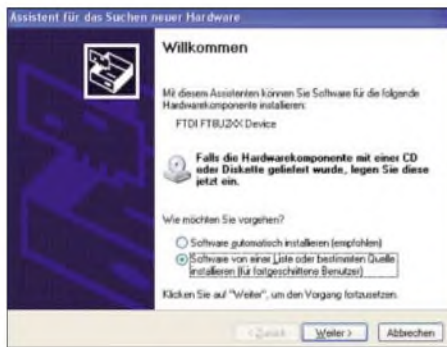 Assistent für das Suchen neuer Hardware
Willkommen
Mit diesem Assistenten können Sie Software für die folgende
Hardwarekomponente installieren:
FTDI FT8U2XX Device
Falls die Hardwarekomponente mit einer CD
oder Diskette geliefert wurde, legen Sie diese
jetzt ein.
Wie möchten Sie vorgehen?
Software automatisch installieren (empfohlen)
Software von einer Liste oder bestimmten Quelle
installieren (für fortgeschrittene Benutzer)
Klicken Sie auf "Weiter", um den Vorgang fortzusetzen.
< Zurück Weiter > Abbrechen